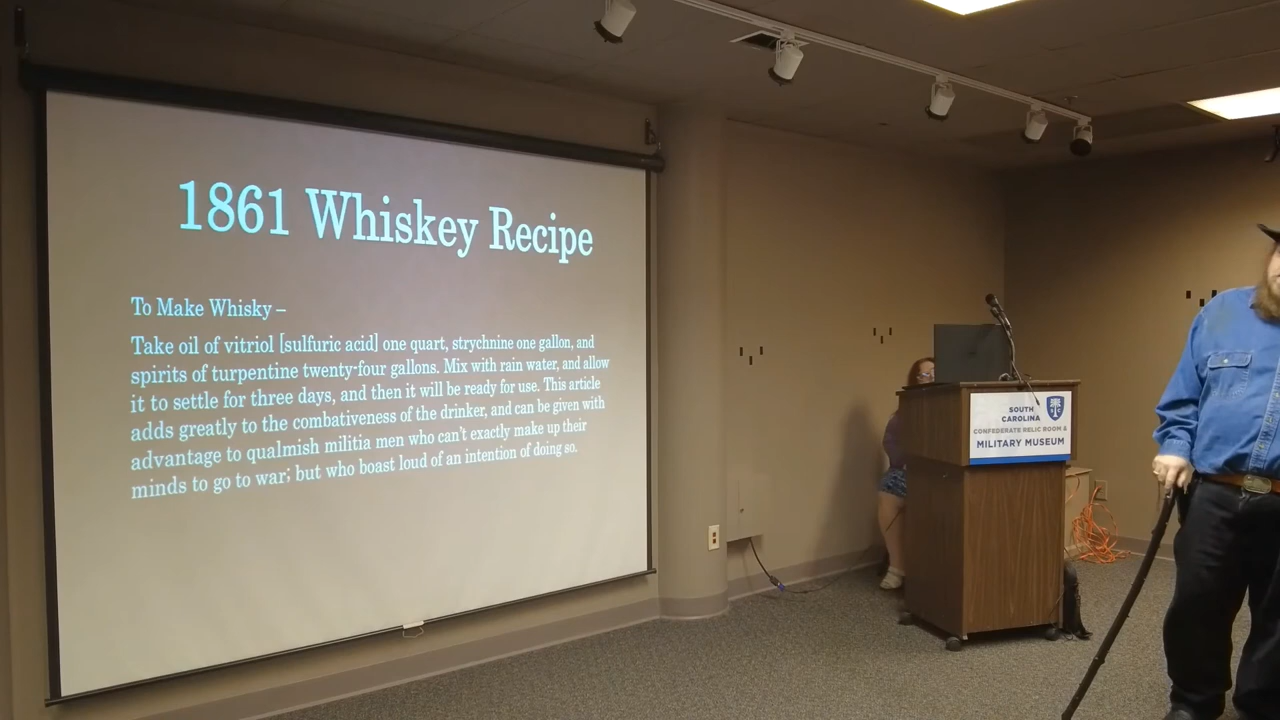 1861 Whiskey Recipe
To Make Whisky –
Take oil of vitriol [sulfuric acid] one quart, strychnine one gallon, and
spirits of turpentine twenty-four gallons. Mix with rain water, and allow
it to settle for three days, and then it will be ready for use. This article
adds greatly to the combativeness of the drinker, and can be given with
advantage to qualmish militia men who can't exactly make up their
minds to go to war; but who boast loud of an intention of doing so.
SOUTH
CAROLINA
CONFEDERATE RELIC ROOM &
MILITARY MUSEUM